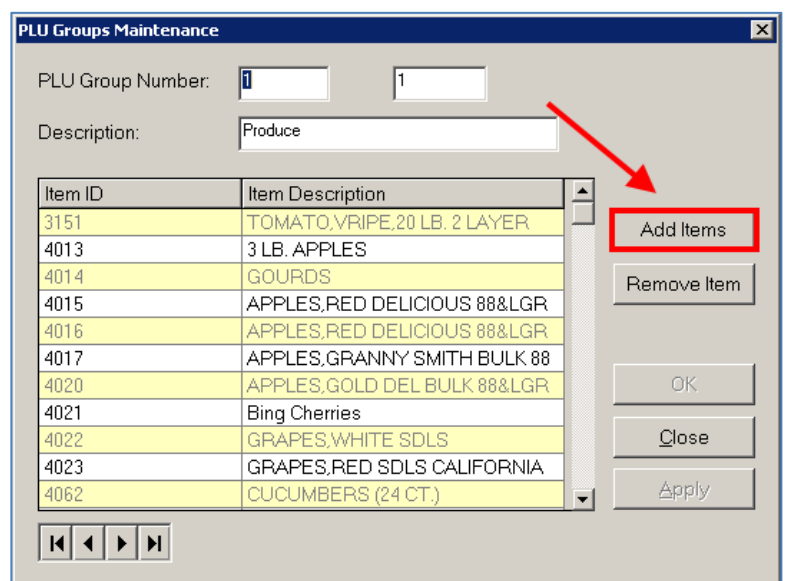 PLU Groups Maintenance
PLU Group Number: 1 1
Description: Produce
Item ID Item Description
3151 TOMATO,VRIPE,20 LB. 2 LAYER
4013 3 LB. APPLES
4014 GOURDS
4015 APPLES,RED DELICIOUS 88&LGR
4016 APPLES,RED DELICIOUS 88&LGR
4017 APPLES,GRANNY SMITH BULK 88
4020 APPLES,GOLD DEL BULK 88&LGR
4021 Bing Cherries
4022 GRAPES,WHITE SDLS
4023 GRAPES,RED SDLS CALIFORNIA
4062 CUCUMBERS (24 CT.)
Add Items
Remove Item
OK
Close
Apply